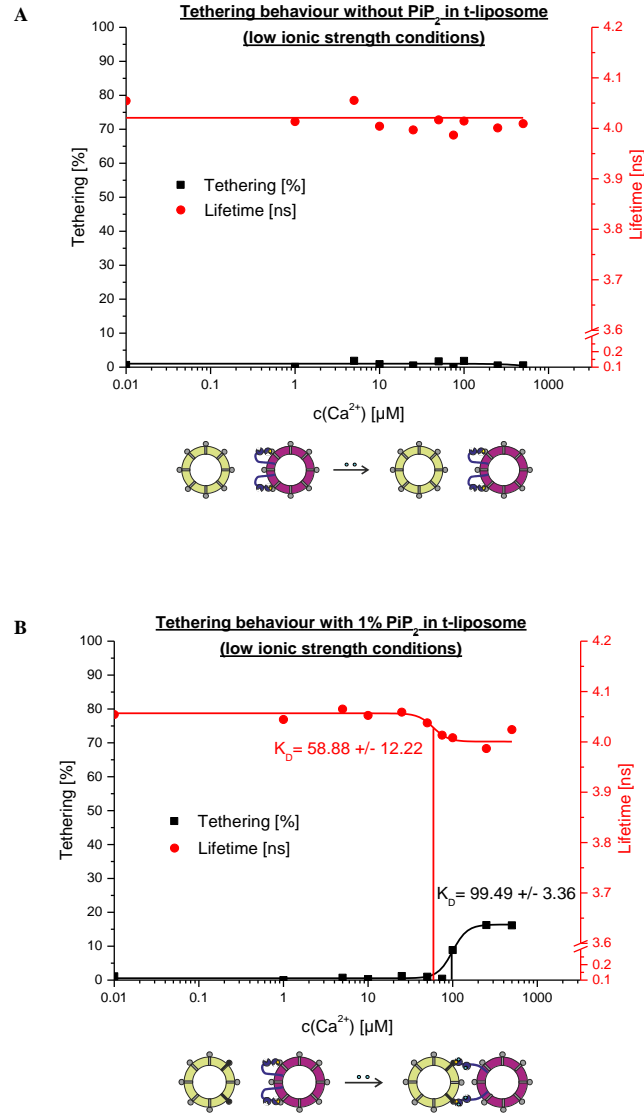 A
Tethering behaviour without PiP2 in t-liposome
(low ionic strength conditions)
100
90
80
70
60
50
40
30
20
10
0
Tethering [%]
4.2
4.1
4.0
3.9
3.8
3.7
3.6
0.2
0.1
Lifetime [ns]
Tethering [%]
Lifetime [ns]
0.01 0.1 1 10 100 1000
c(Ca2+) [µM]
B
Tethering behaviour with 1% PiP2 in t-liposome
(low ionic strength conditions)
100
90
80
70
60
50
40
30
20
10
0
Tethering [%]
4.2
4.1
4.0
3.9
3.8
3.7
3.6
0.2
0.1
Lifetime [ns]
KD= 58.88 +/- 12.22
Tethering [%]
Lifetime [ns]
KD= 99.49 +/- 3.36
0.01 0.1 1 10 100 1000
c(Ca2+) [µM]